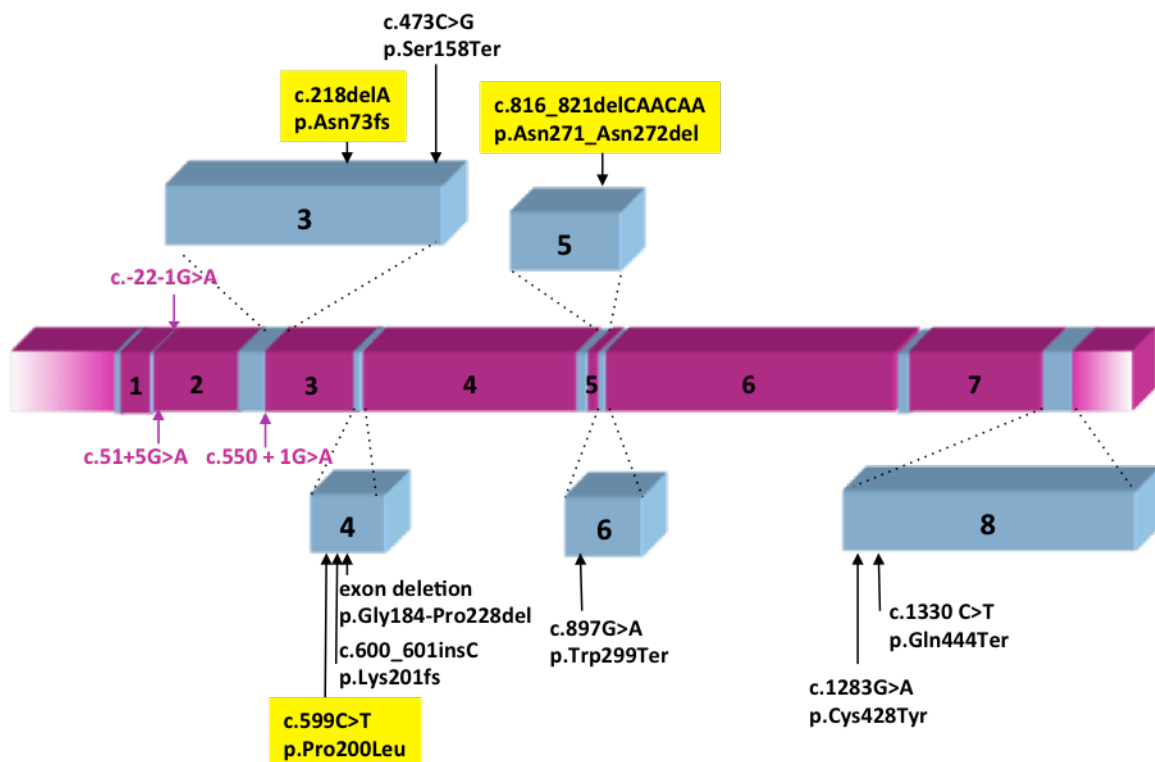 c.473C>G
p.Ser158Ter
c.218delA
p.Asn73fs
c.816_821delCAACAA
p.Asn271_Asn272del
3
5
c.-22-1G>A
1
2
3
4
5
6
7
c.51+5G>A
c.550 + 1G>A
4
6
8
exon deletion
p.Gly184-Pro228del
c.600_601insC
p.Lys201fs
c.599C>T
p.Pro200Leu
c.897G>A
p.Trp299Ter
c.1330 C>T
p.Gln444Ter
c.1283G>A
p.Cys428Tyr